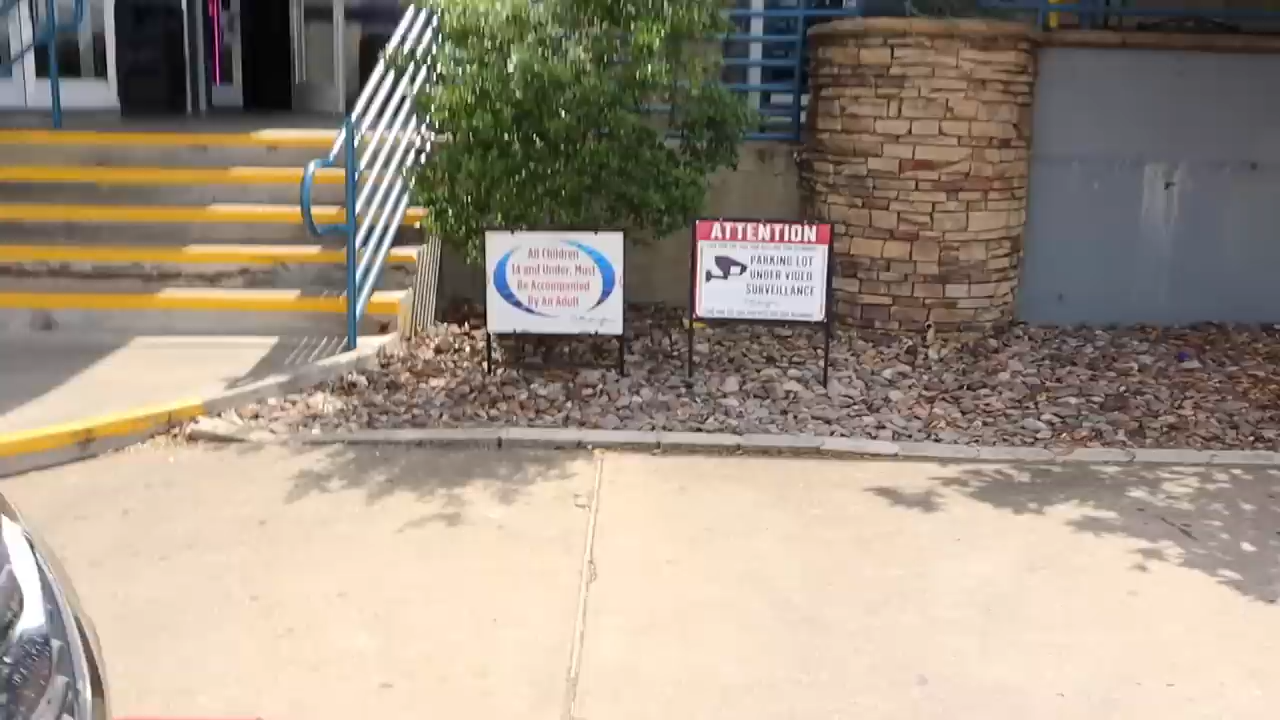 All Children
14 and Under, Must
Be Accompanied
By An Adult
ATTENTION
PARKING LOT
UNDER VIDEO
SURVEILLANCE